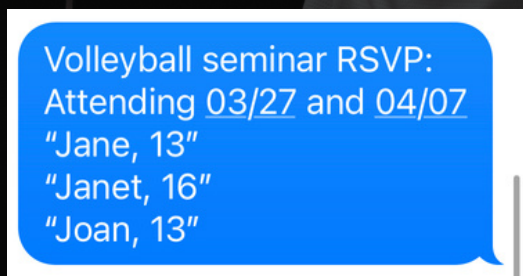 Volleyball seminar RSVP:
Attending 03/27 and 04/07
“Jane, 13”
“Janet, 16”
“Joan, 13”